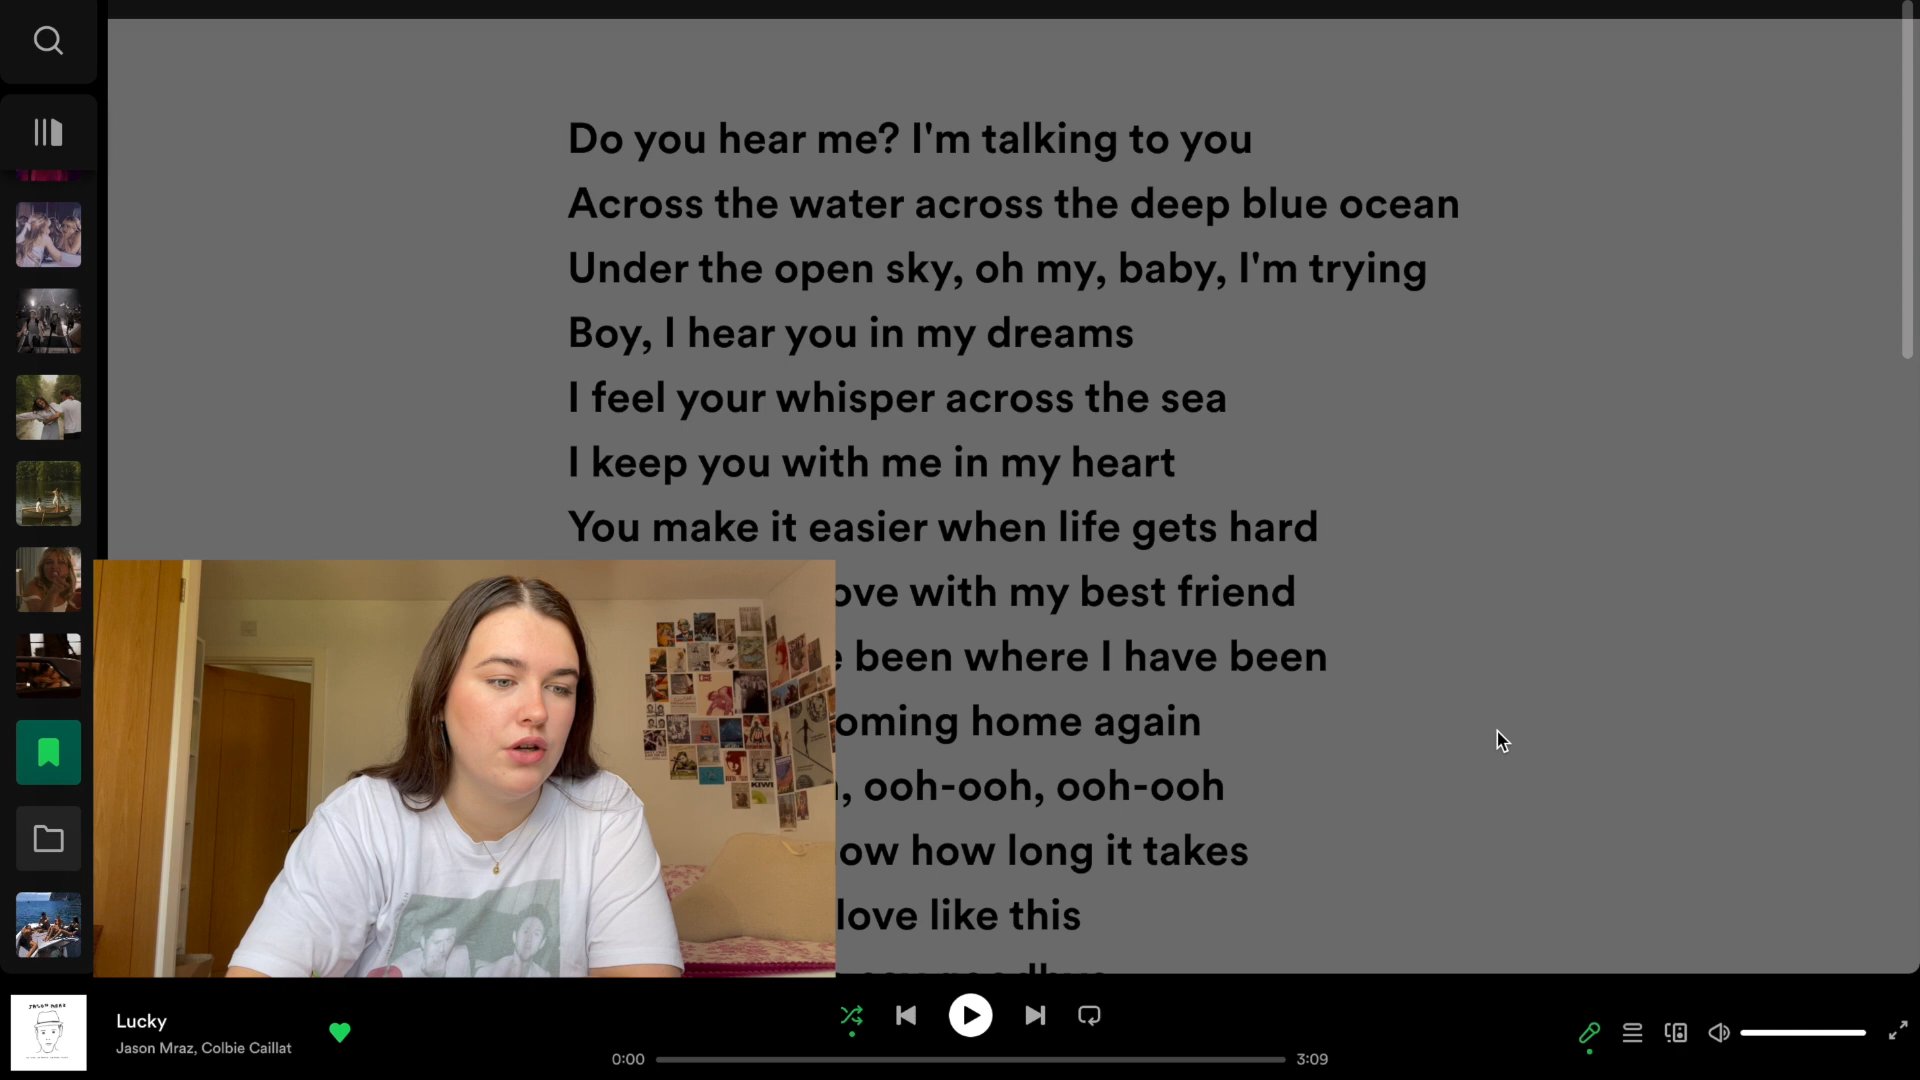 Do you hear me? I'm talking to you
Across the water across the deep blue ocean
Under the open sky, oh my, baby, I'm trying
Boy, I hear you in my dreams
I feel your whisper across the sea
I keep you with me in my heart
You make it easier when life gets hard
ove with my best friend
been where I have been
oming home again
, ooh-ooh, ooh-ooh
ow how long it takes
love like this
KIWI
JASON MRAZ
Lucky
Jason Mraz, Colbie Caillat
0:00
3:09